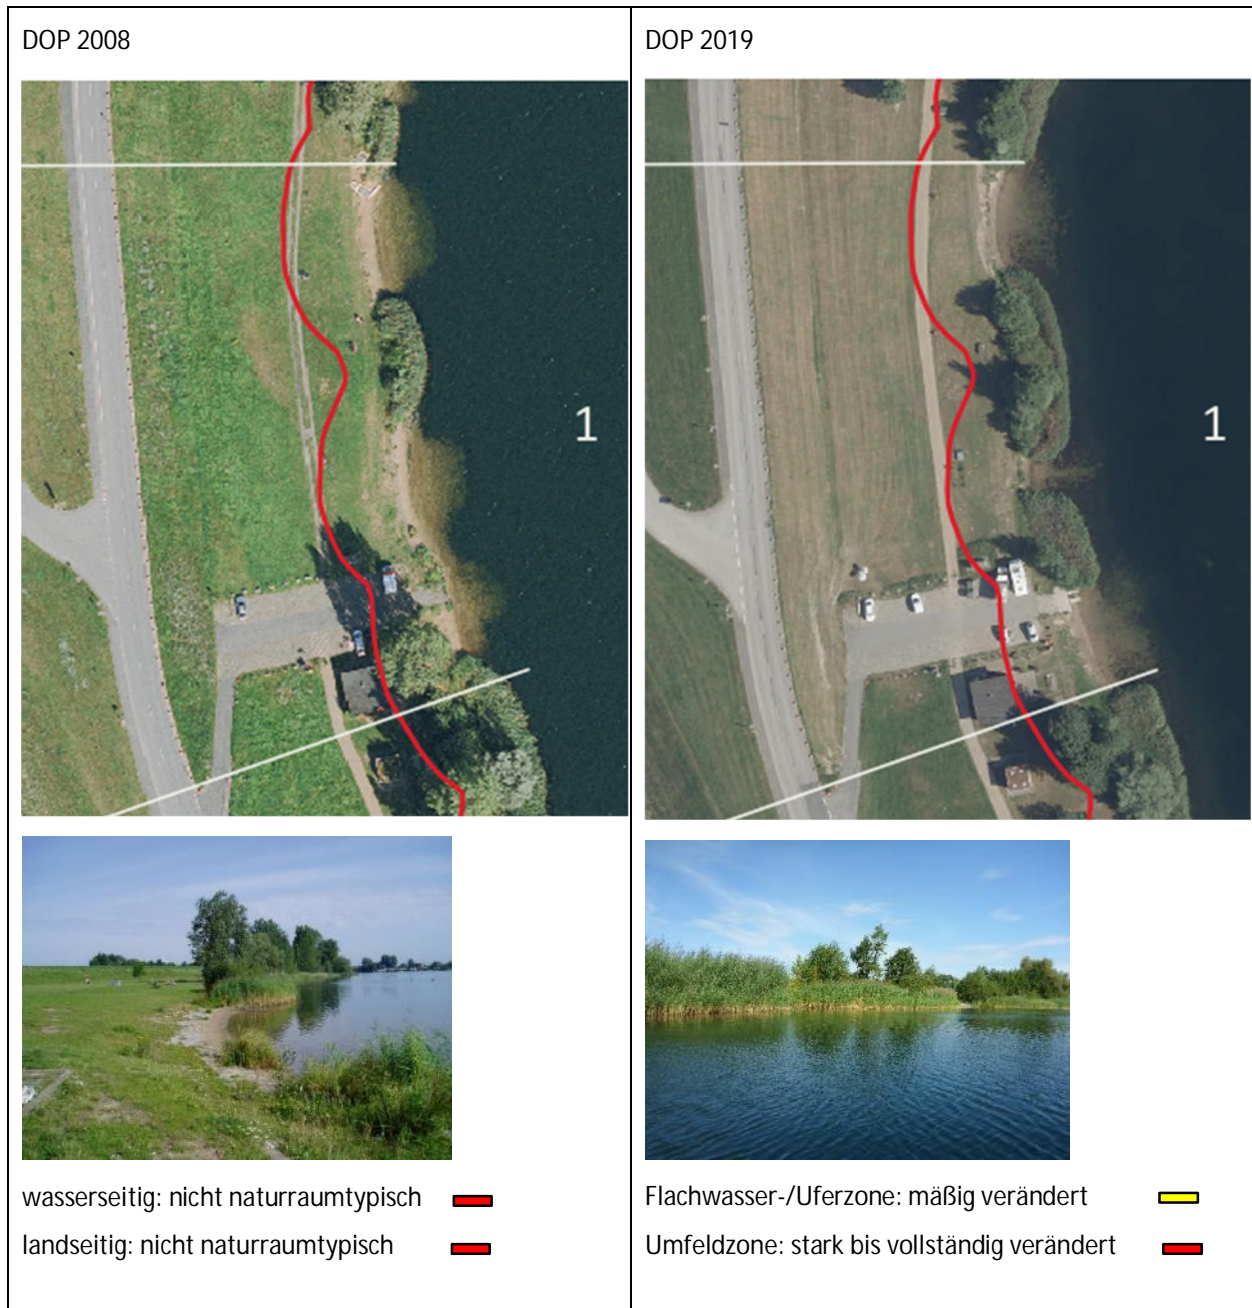 DOP 2008
1
wasserseitig: nicht naturraumtypisch
landseitig: nicht naturraumtypisch
DOP 2019
1
Flachwasser-/Uferzone: mäßig verändert
Umfeldzone: stark bis vollständig verändert